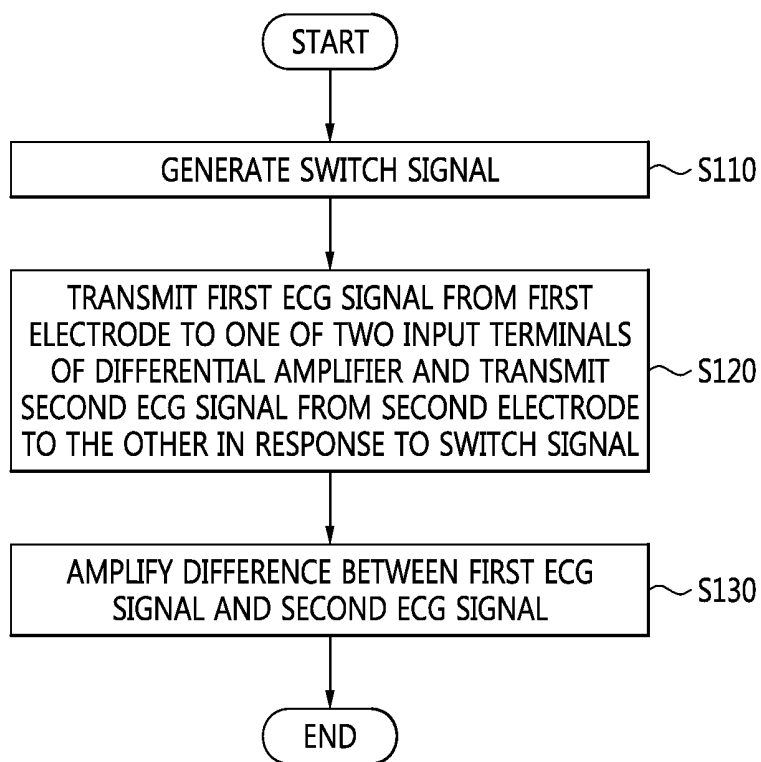 START
GENERATE SWITCH SIGNAL
S110
TRANSMIT FIRST ECG SIGNAL FROM FIRST
ELECTRODE TO ONE OF TWO INPUT TERMINALS
OF DIFFERENTIAL AMPLIFIER AND TRANSMIT
SECOND ECG SIGNAL FROM SECOND ELECTRODE
TO THE OTHER IN RESPONSE TO SWITCH SIGNAL
S120
AMPLIFY DIFFERENCE BETWEEN FIRST ECG
SIGNAL AND SECOND ECG SIGNAL
S130
END